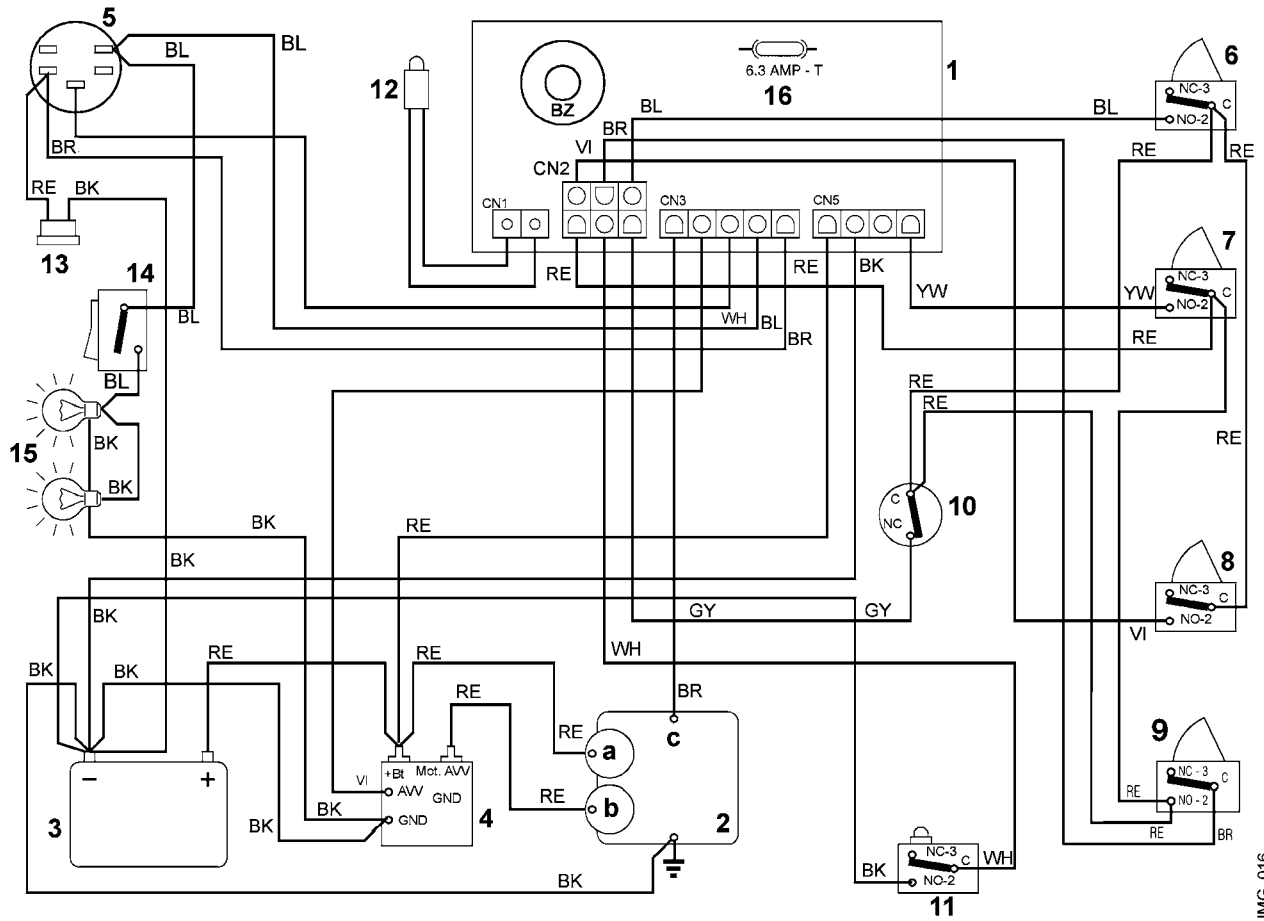 5
BL
BL
12
BZ
6.3 AMP - T
16
1
6
NC-3
C
NO-2
BL
BR
VI
BL
CN2
BR
RE
BK
RE
RE
CN1
CN3
CN5
13
14
7
NC-3
C
NO-2
RE
RE
BK
YW
YW
BL
WH
BL
BR
RE
BL
RE
RE
15
BK
BK
RE
C
NC
10
BK
RE
BK
8
NC-3
C
NO-2
BK
GY
GY
VI
WH
BK
BK
RE
RE
RE
BR
RE
a
c
9
NC - 3
C
NO - 2
RE
RE
BR
–
+
+Bt
Mot. AVV
VI
AVV
GND
GND
BK
BK
3
4
RE
b
2
BK
BK
NC-3
C
WH
NO-2
11
IMG_016